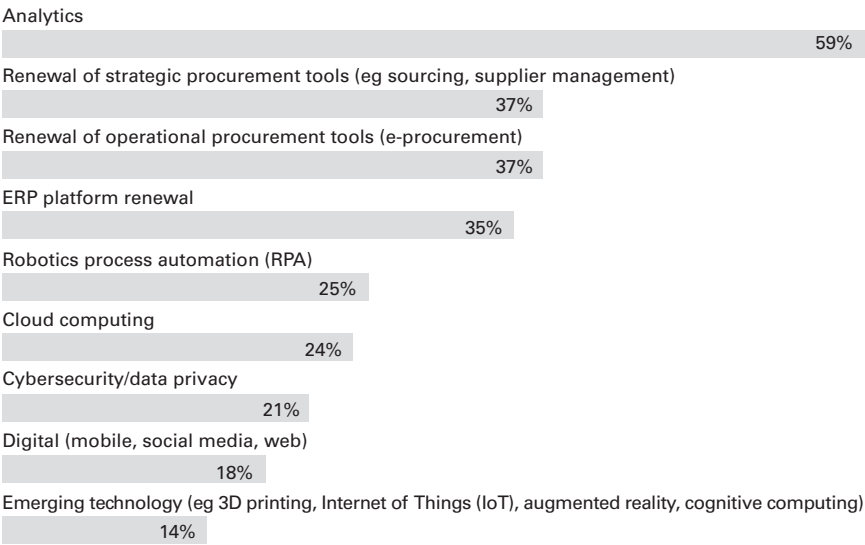 Analytics
59%
Renewal of strategic procurement tools (eg sourcing, supplier management)
37%
Renewal of operational procurement tools (e-procurement)
37%
ERP platform renewal
35%
Robotics process automation (RPA)
25%
Cloud computing
24%
Cybersecurity/data privacy
21%
Digital (mobile, social media, web)
18%
Emerging technology (eg 3D printing, Internet of Things (IoT), augmented reality, cognitive computing)
14%